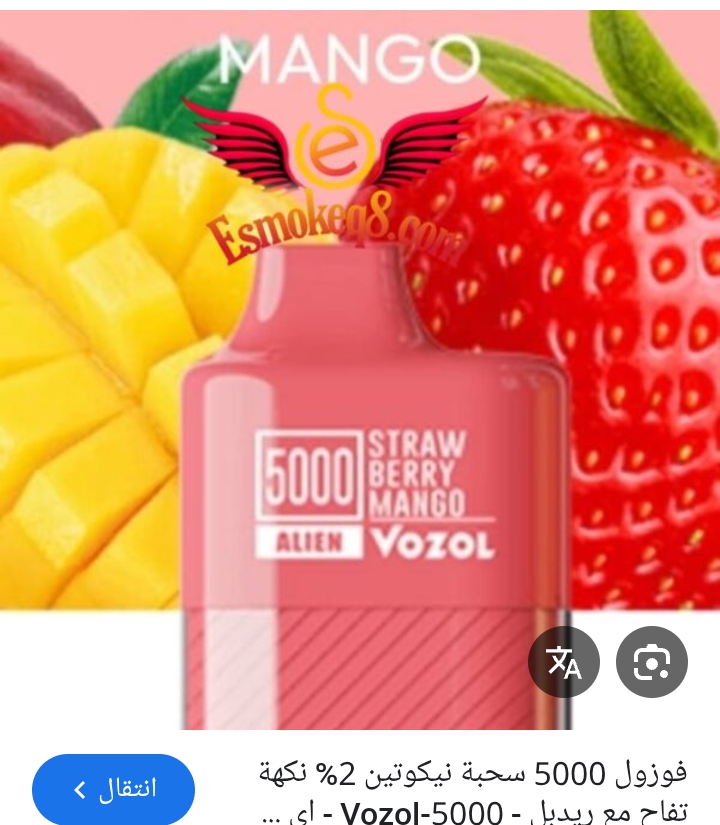 MANGO
Esmokeq8.com
5000
STRAW
BERRY
MANGO
ALIEN
VOZOL
فوزول 5000 سحبة نيكوتين 2% نكهة
تفاح مع ريدبل - Vozol-5000 - اي ...
انتقال